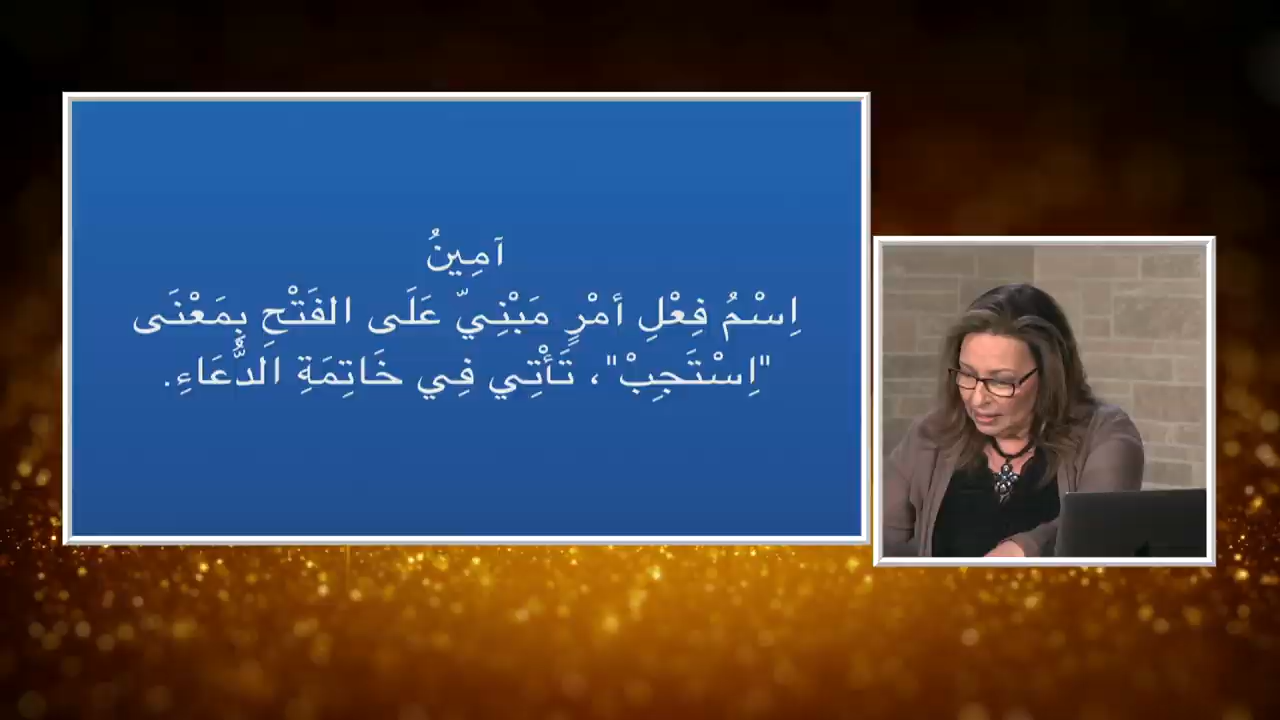 آمِينُ
اِسْمُ فِعْلِ أمْرٍ مَبْنِيّ عَلَى الفَتْحِ بِمَعْنَى
"اِسْتَجِبْ"، تَأْتِي فِي خَاتِمَةِ الدُّعَاءِ.